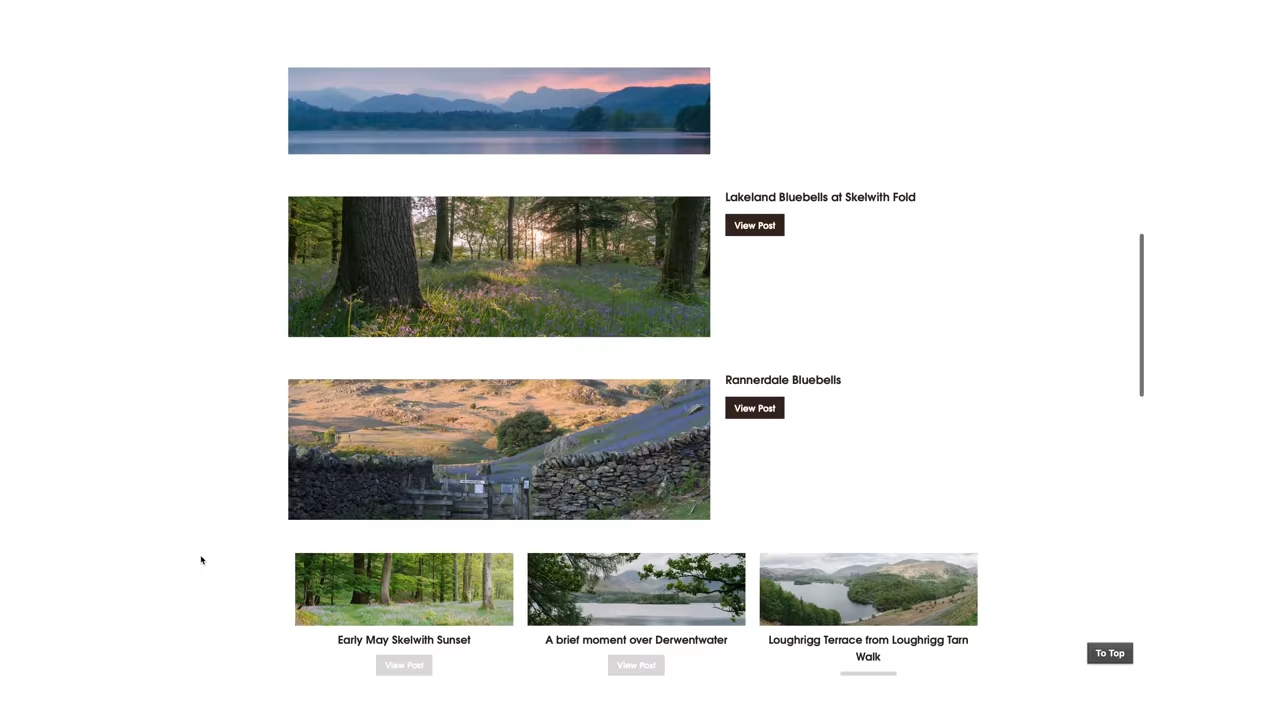 Lakeland Bluebells at Skelwith Fold
View Post
Rannerdale Bluebells
View Post
Early May Skelwith Sunset
A brief moment over Derwentwater
Loughrigg Terrace from Loughrigg Tarn
Walk
View Post
View Post
To Top